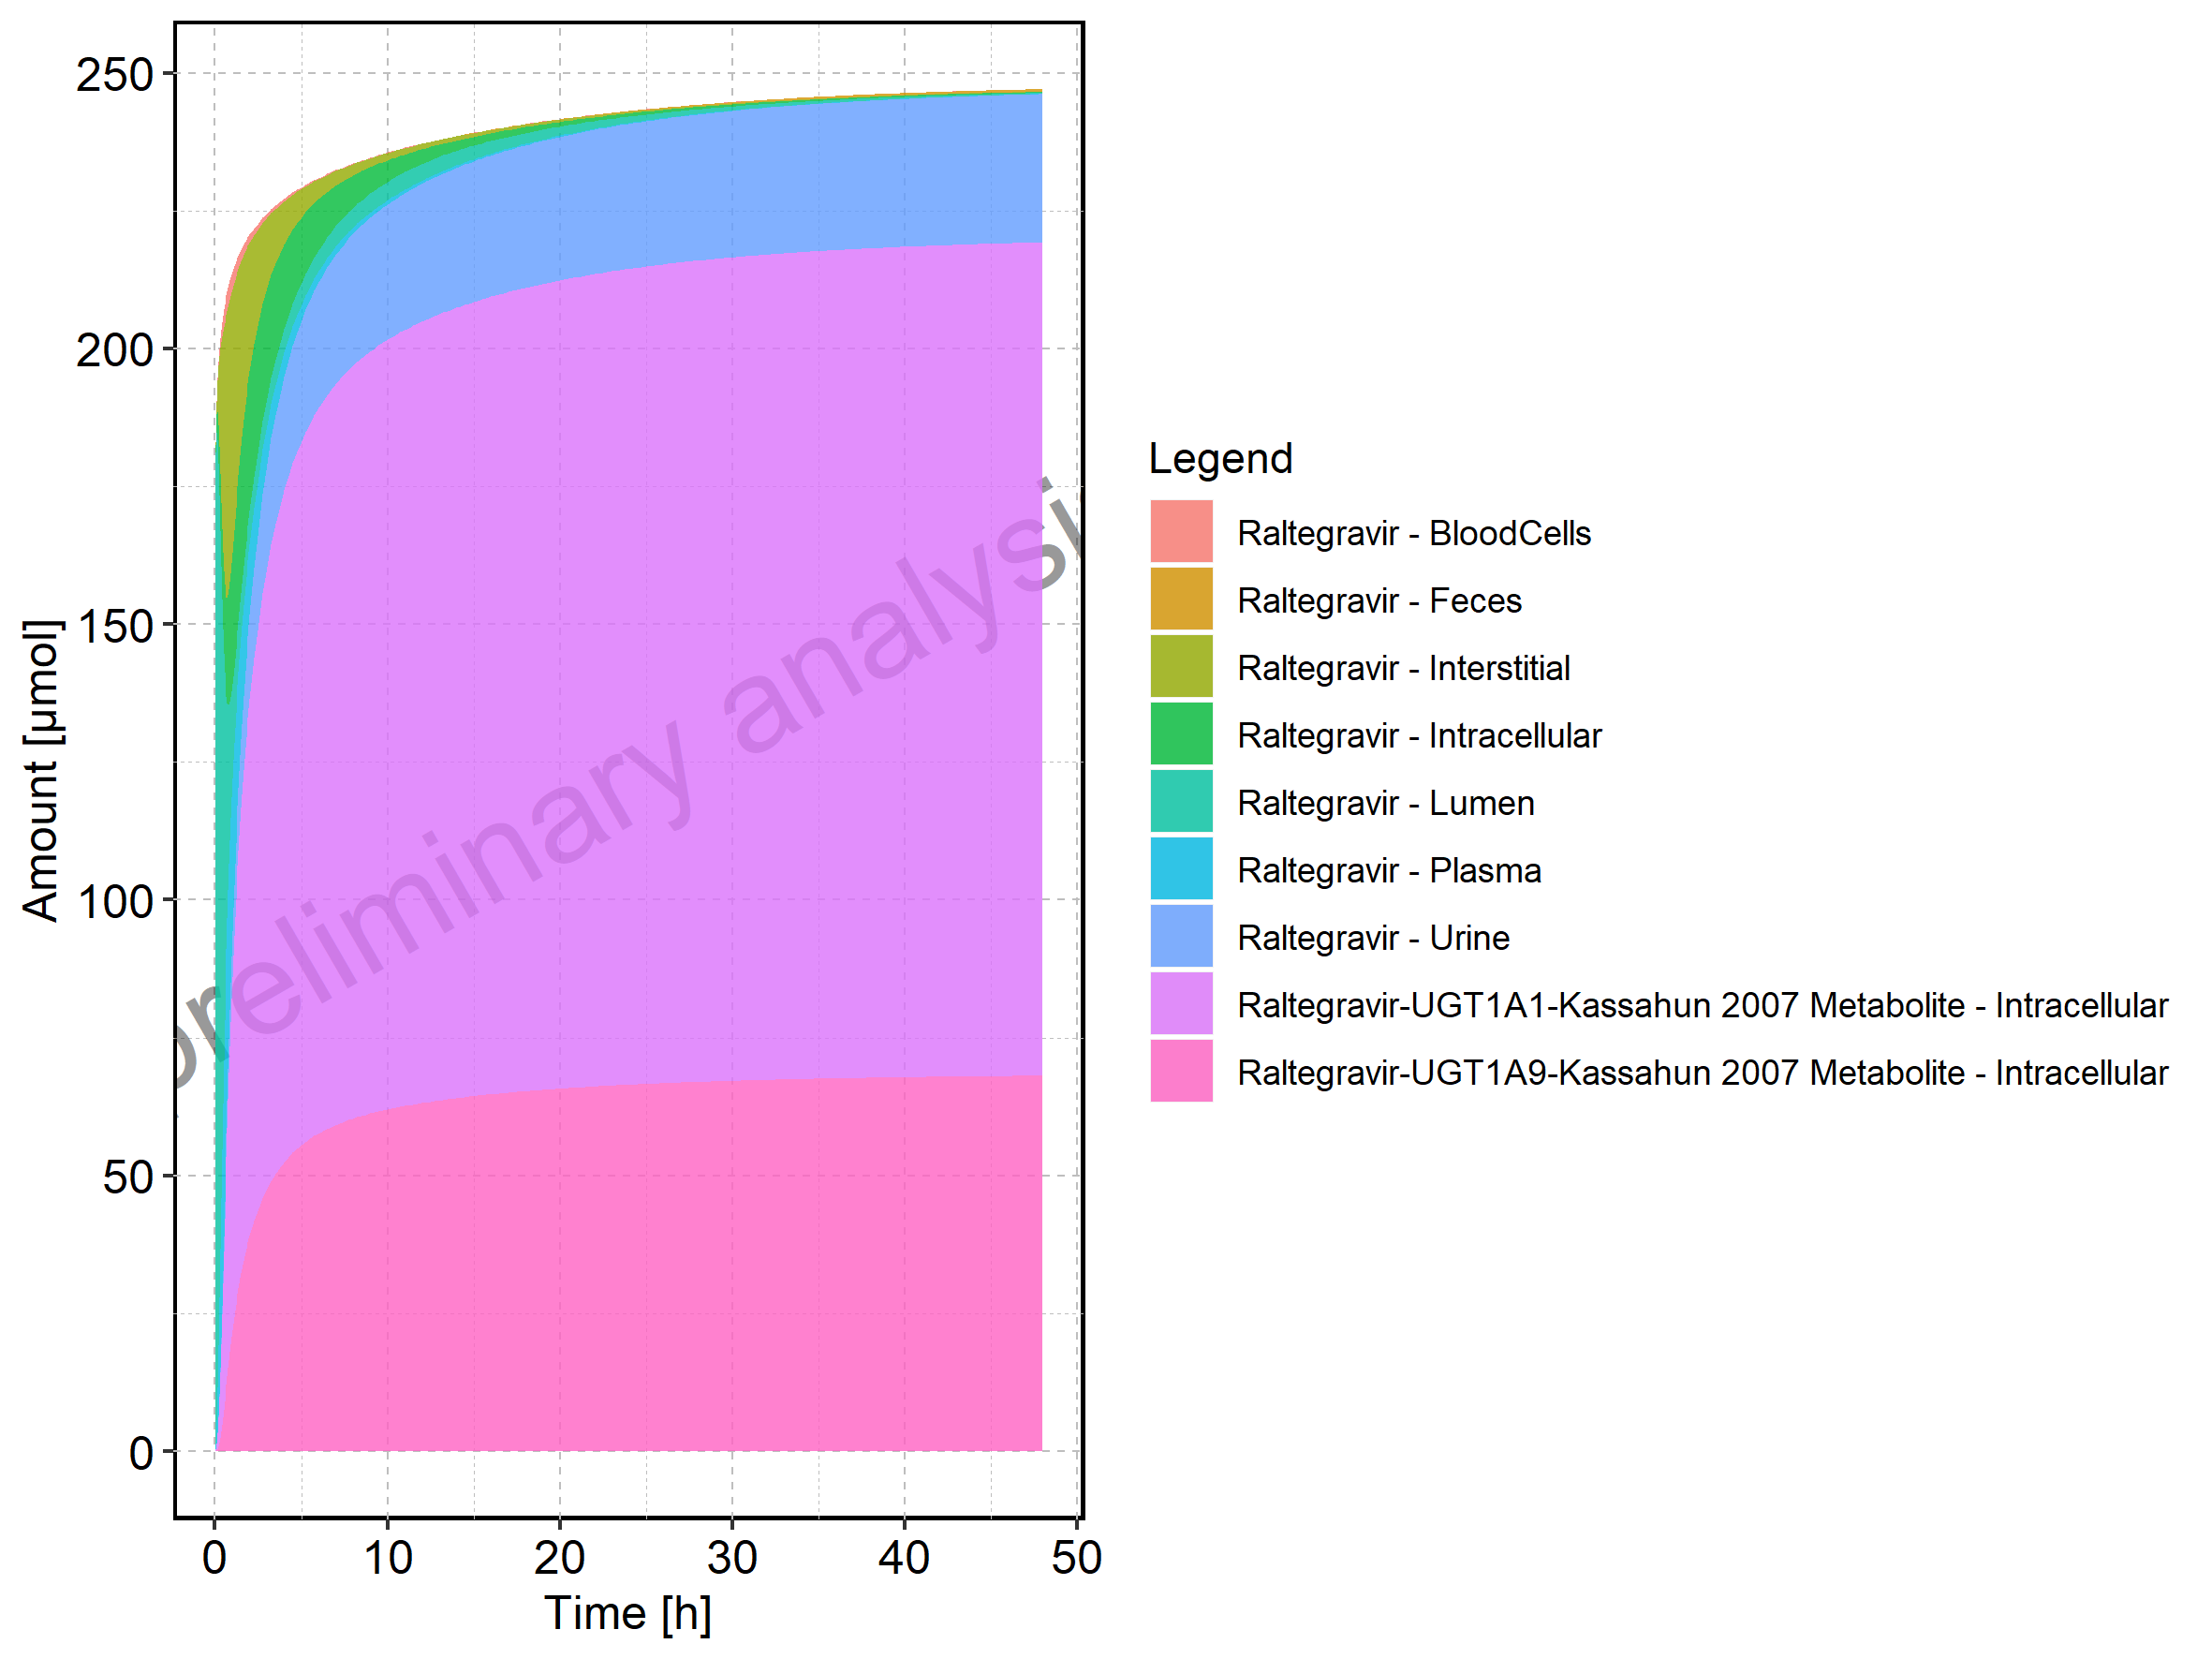 250
200
150
100
50
0
Amount [µmol]
0 10 20 30 40 50
Time [h]
preliminary analysis
Legend
Raltegravir - BloodCells
Raltegravir - Feces
Raltegravir - Interstitial
Raltegravir - Intracellular
Raltegravir - Lumen
Raltegravir - Plasma
Raltegravir - Urine
Raltegravir-UGT1A1-Kassahun 2007 Metabolite - Intracellular
Raltegravir-UGT1A9-Kassahun 2007 Metabolite - Intracellular